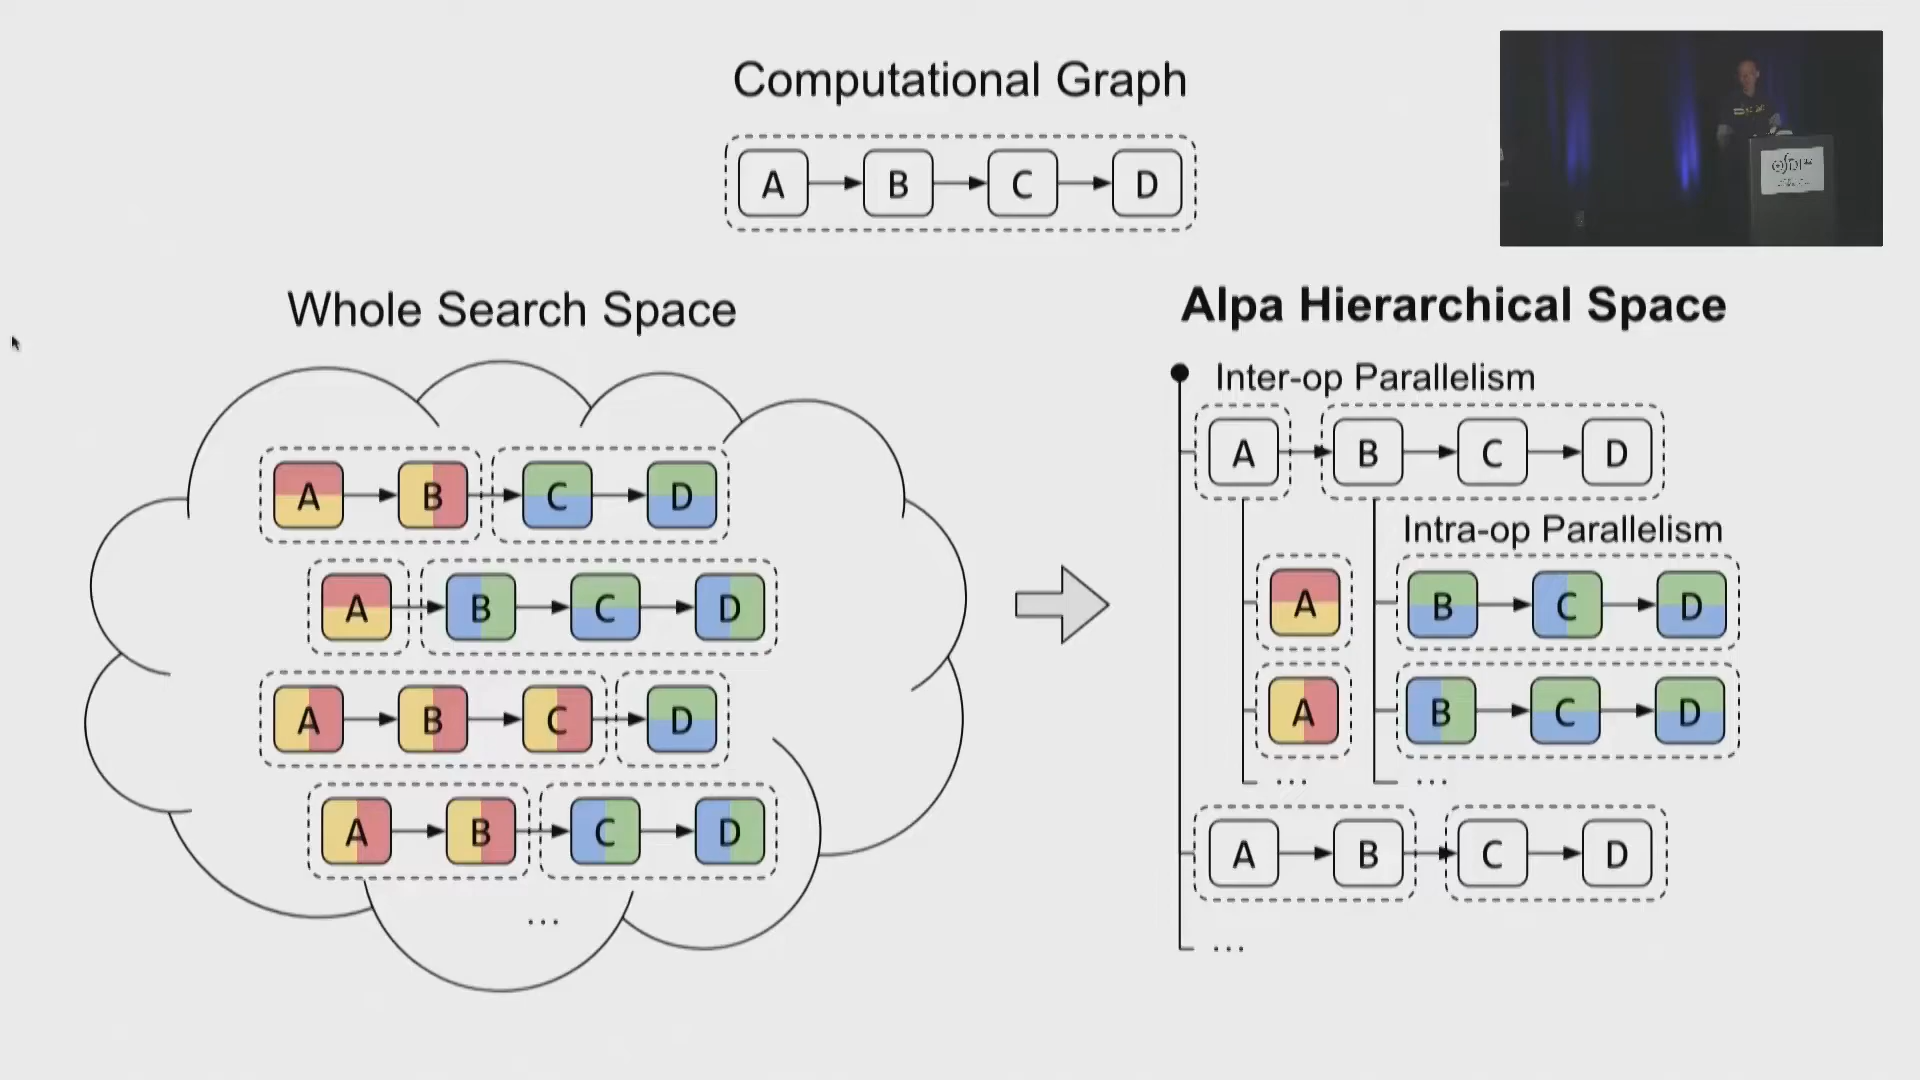 Computational Graph
A B C D
Whole Search Space
A B C D
A B C D
A B C D
A B C D
...
Alpa Hierarchical Space
Inter-op Parallelism
A B C D
Intra-op Parallelism
A B C D
A B C D
... ...
A B C D
...